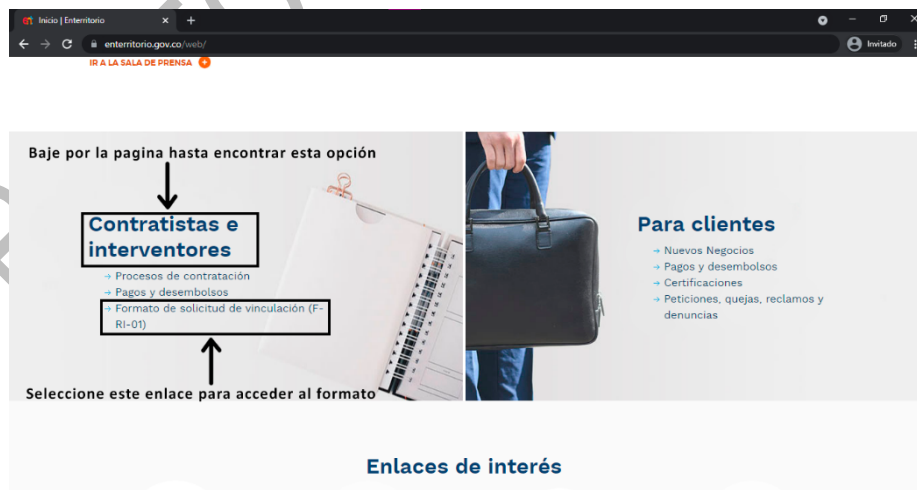 Inicio | Enterritorio
enterritorio.gov.co/web/
Invitado
IR A LA SALA DE PRENSA
Baje por la pagina hasta encontrar esta opción
Contratistas e
interventores
Procesos de contratación
Pagos y desembolsos
Formato de solicitud de vinculación (F-
RI-01)
Seleccione este enlace para acceder al formato
Para clientes
Nuevos Negocios
Pagos y desembolsos
Certificaciones
Peticiones, quejas, reclamos y
denuncias
Enlaces de interés